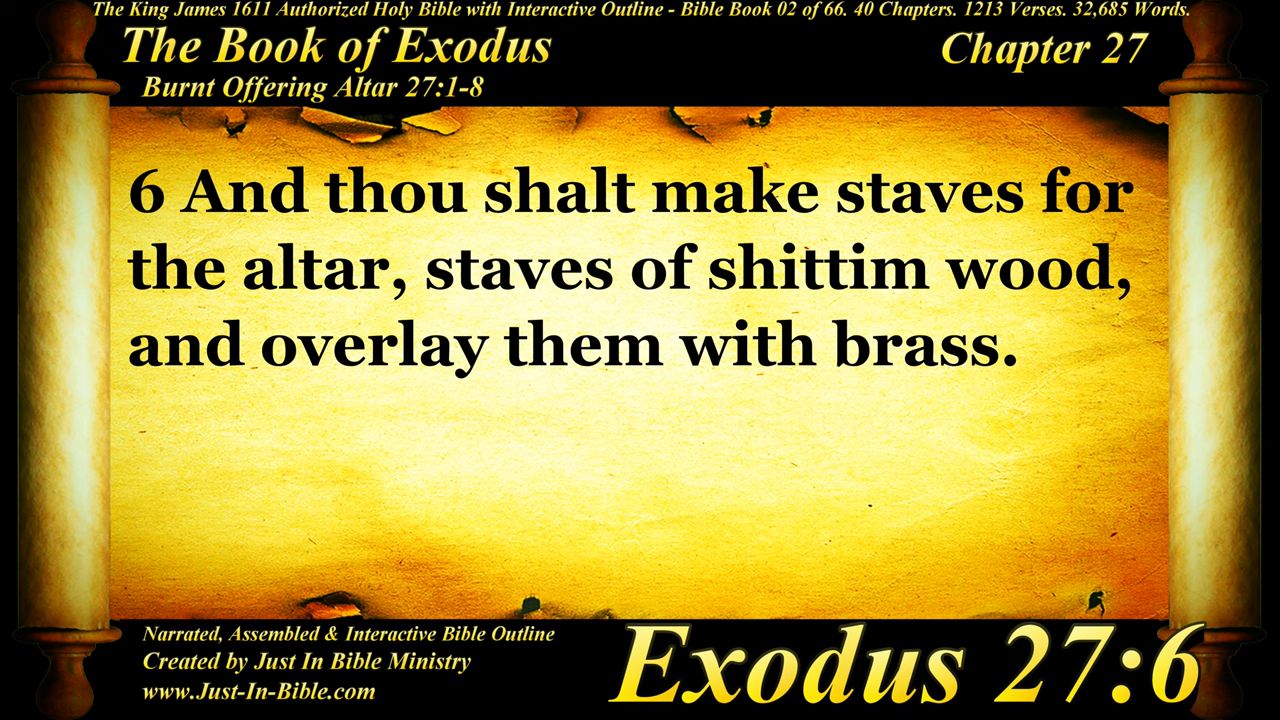 The King James 1611 Authorized Holy Bible with Interactive Outline - Bible Book 02 of 66. 40 Chapters. 1213 Verses. 32,685 Words.
The Book of Exodus
Chapter 27
Burnt Offering Altar 27:1-8
6 And thou shalt make staves for
the altar, staves of shittim wood,
and overlay them with brass.
Narrated, Assembled & Interactive Bible Outline
Created by Just In Bible Ministry
www.Just-In-Bible.com
Exodus 27:6